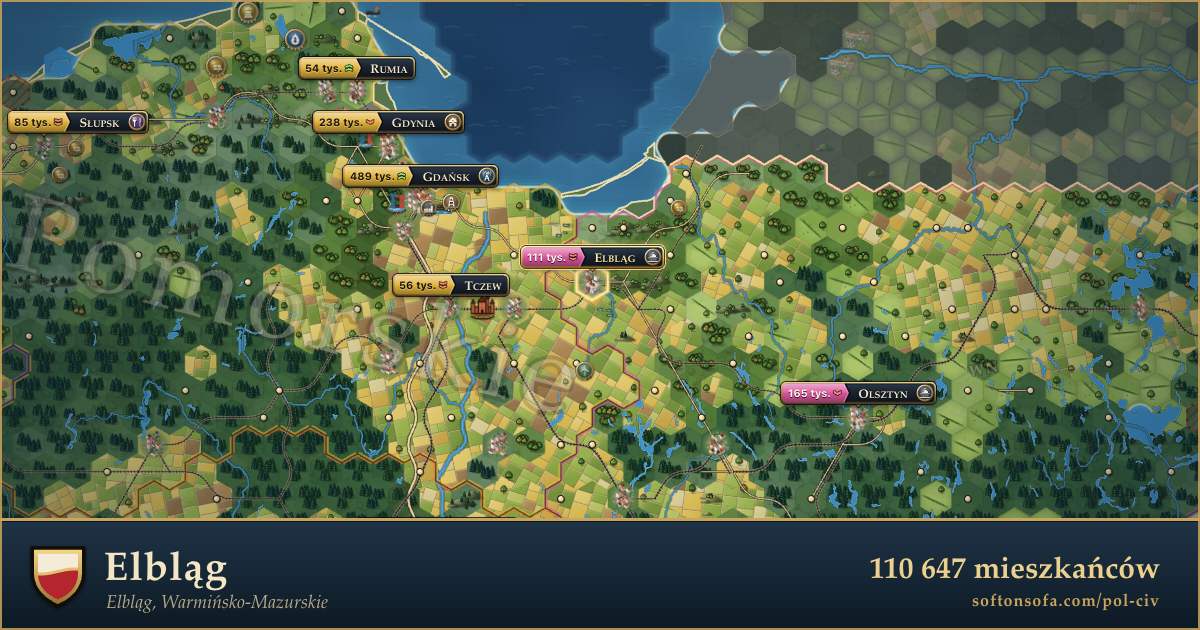 54 tys. RUMIA
85 tys. SŁUPSK
238 tys. GDYNIA
489 tys. GDAŃSK
Pomorskie
111 tys. ELBLĄG
56 tys. TCZEW
165 tys. OLSZTYN
Elbląg
Elbląg, Warmińsko-Mazurskie
110 647 mieszkańców
softonsofa.com/pol-civ